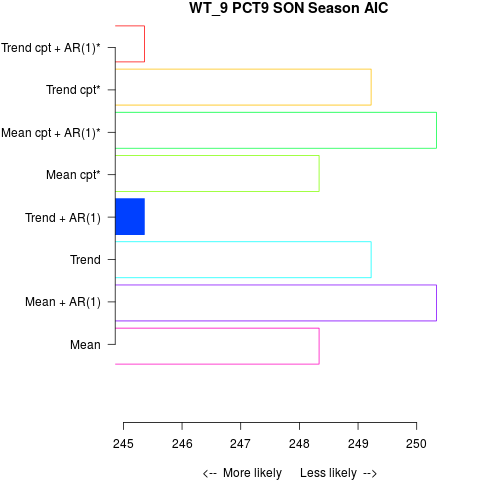 WT_9 PCT9 SON Season AIC
Trend cpt + AR(1)*
Trend cpt*
Mean cpt + AR(1)*
Mean cpt*
Trend + AR(1)
Trend
Mean + AR(1)
Mean
245 246 247 248 249 250
<-- More likely Less likely -->